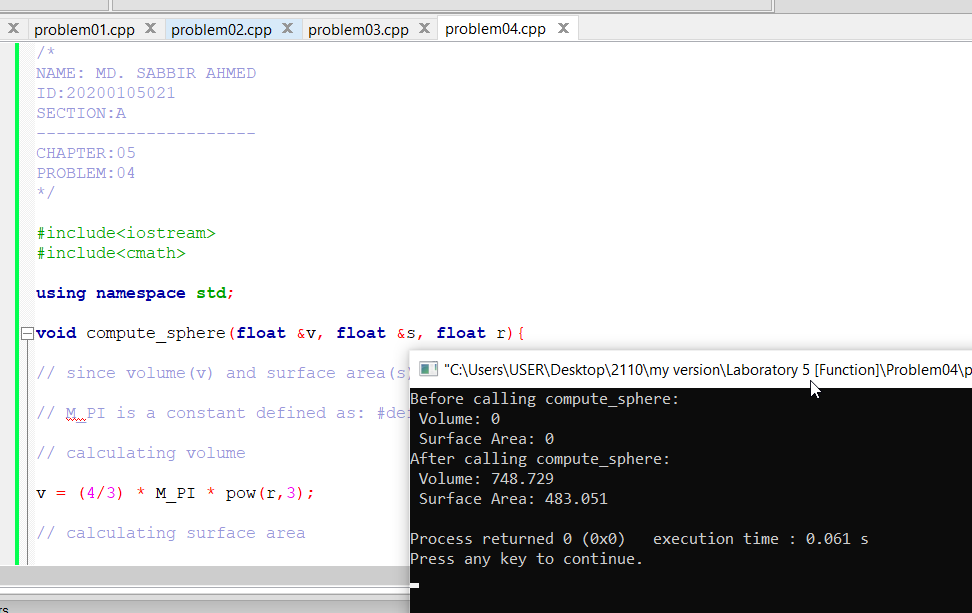 problem01.cpp X problem02.cpp X problem03.cpp X problem04.cpp X
/*
NAME: MD. SABBIR AHMED
ID:20200105021
SECTION:A
----------------------
CHAPTER:05
PROBLEM:04
*/
#include<iostream>
#include<cmath>
using namespace std;
void compute_sphere(float &v, float &s, float r){
// since volume(v) and surface area(s)
// M_PI is a constant defined as: #de
// calculating volume
v = (4/3) * M_PI * pow(r,3);
// calculating surface area
"C:\Users\USER\Desktop\2110\my version\Laboratory 5 [Function]\Problem04\p
Before calling compute_sphere:
Volume: 0
Surface Area: 0
After calling compute_sphere:
Volume: 748.729
Surface Area: 483.051
Process returned 0 (0x0)   execution time : 0.061 s
Press any key to continue.